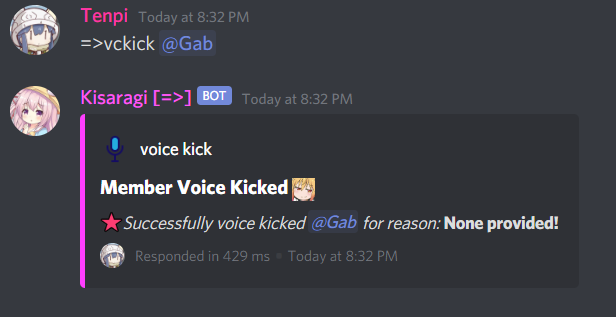 Tenpi Today at 8:32 PM
=>vckick @Gab
Kisaragi [=>] BOT Today at 8:32 PM
voice kick
Member Voice Kicked
Successfully voice kicked @Gab for reason: None provided!
Responded in 429 ms • Today at 8:32 PM